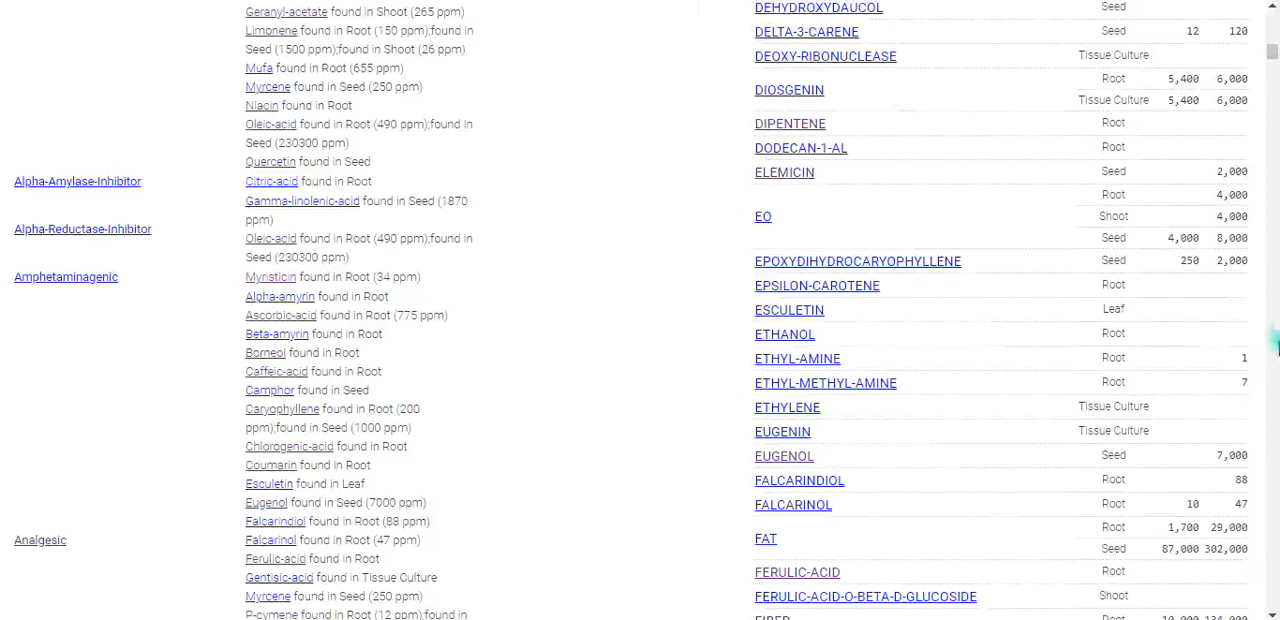 Geranyl-acetate found in Shoot (265 ppm)
Limonene found in Root (150 ppm);found in
Seed (1500 ppm);found in Shoot (26 ppm)
Mufa found in Root (655 ppm)
Myrcene found in Seed (250 ppm)
Niacin found in Root
Oleic-acid found in Root (490 ppm);found in
Seed (230300 ppm)
Quercetin found in Seed
Alpha-Amylase-Inhibitor
Citric-acid found in Root
Gamma-linolenic-acid found in Seed (1870
ppm)
Alpha-Reductase-Inhibitor
Oleic-acid found in Root (490 ppm);found in
Seed (230300 ppm)
Amphetaminagenic
Myristicin found in Root (34 ppm)
Alpha-amyrin found in Root
Ascorbic-acid found in Root (775 ppm)
Beta-amyrin found in Root
Borneol found in Root
Caffeic-acid found in Root
Camphor found in Seed
Caryophyllene found in Root (200
ppm);found in Seed (1000 ppm)
Chlorogenic-acid found in Root
Coumarin found in Root
Esculetin found in Leaf
Eugenol found in Seed (7000 ppm)
Falcarindiol found in Root (88 ppm)
Analgesic
Falcarinol found in Root (47 ppm)
Ferulic-acid found in Root
Gentisic-acid found in Tissue Culture
Myrcene found in Seed (250 ppm)
P-cymene found in Root (12 ppm);found in
DEHYDROXYDAUCOL Seed
DELTA-3-CARENE Seed 12 120
DEOXY-RIBONUCLEASE Tissue Culture
Root 5,400 6,000
DIOSGENIN
Tissue Culture 5,400 6,000
DIPENTENE Root
DODECAN-1-AL Root
ELEMICIN Seed 2,000
Root 4,000
EO Shoot 4,000
Seed 4,000 8,000
EPOXYDIHYDROCARYOPHYLLENE Seed 250 2,000
EPSILON-CAROTENE Root
ESCULETIN Leaf
ETHANOL Root
ETHYL-AMINE Root 1
ETHYL-METHYL-AMINE Root 7
ETHYLENE Tissue Culture
EUGENIN Tissue Culture
EUGENOL Seed 7,000
FALCARINDIOL Root 88
FALCARINOL Root 10 47
Root 1,700 29,000
FAT
Seed 87,000 302,000
FERULIC-ACID Root
FERULIC-ACID-O-BETA-D-GLUCOSIDE Shoot
FIBER Root 10,000 134,000